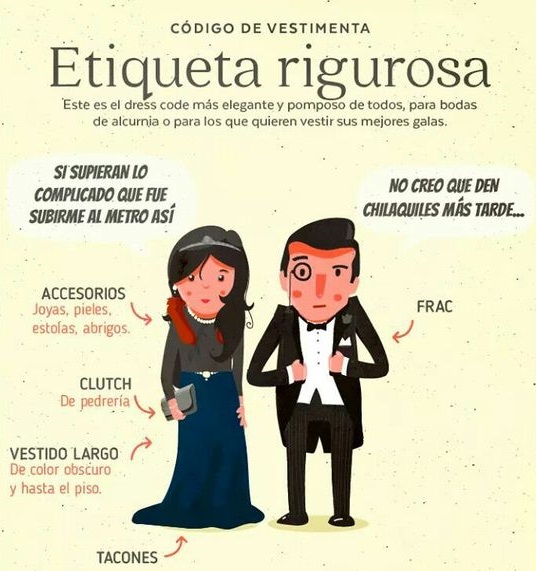 CÓDIGO DE VESTIMENTA
Etiqueta rigurosa
Este es el dress code más elegante y pomposo de todos, para bodas
de alcurnia o para los que quieren vestir sus mejores galas.
SI SUPIERAN LO
COMPLICADO QUE FUE
SUBIRME AL METRO ASÍ
NO CREO QUE DEN
CHILAQUILES MÁS TARDE...
ACCESORIOS
Joyas, pieles,
estolas, abrigos.
FRAC
CLUTCH
De pedrería
VESTIDO LARGO
De color obscuro
y hasta el piso.
TACONES